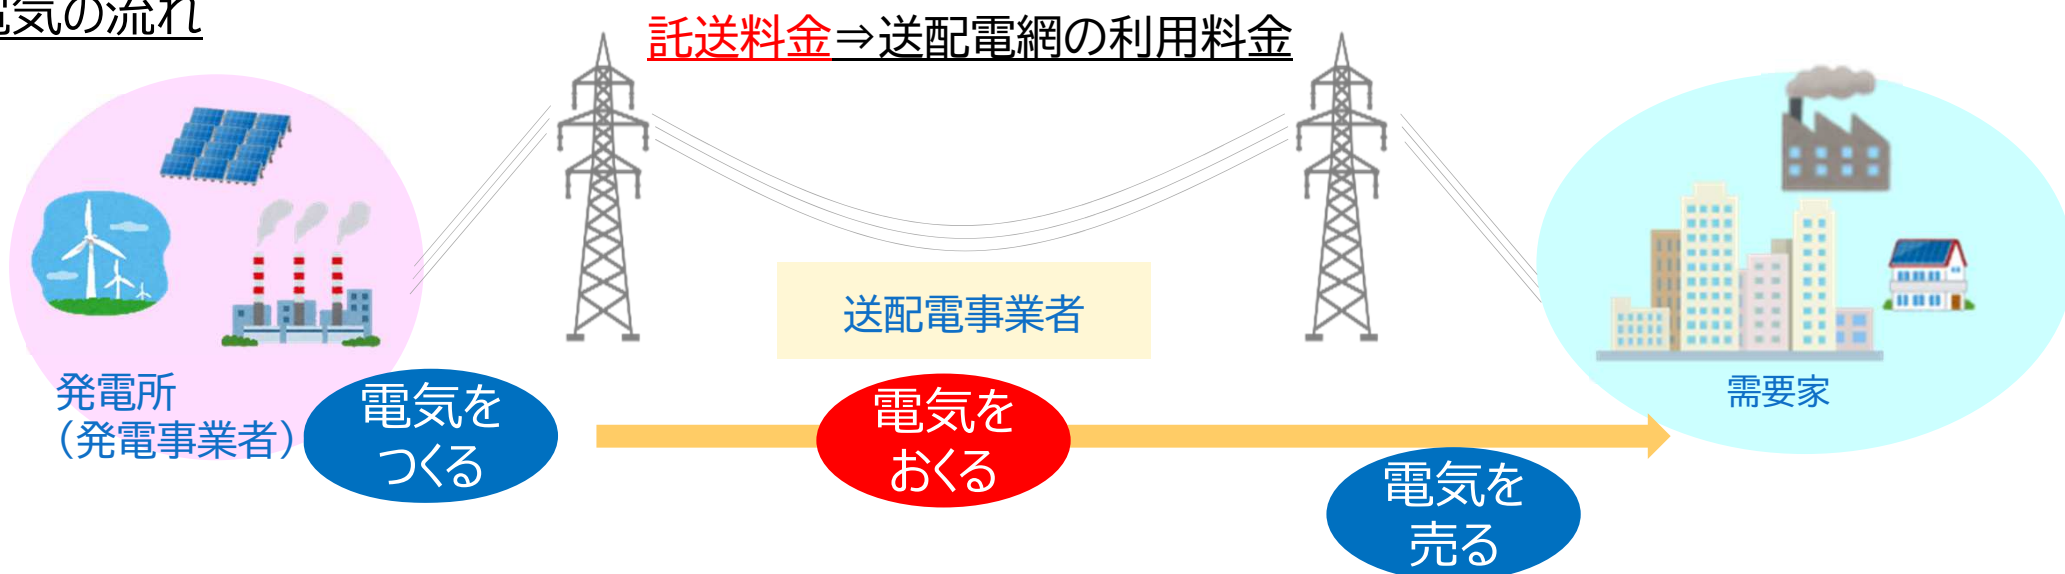 電気の流れ
託送料金⇒送配電網の利用料金
送配電事業者
発電所
（発電事業者）
電気を
つくる
電気を
おくる
電気を
売る
需要家